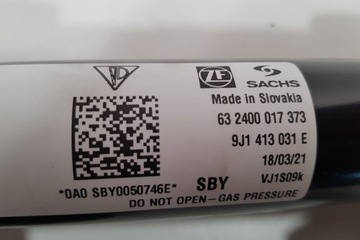 ZF SACHS
Made in Slovakia
63 2400 017 373
9J1 413 031 E
18/03/21
*0A0 SBY0050746E* SBY VJ1S09k
DO NOT OPEN-GAS PRESSURE